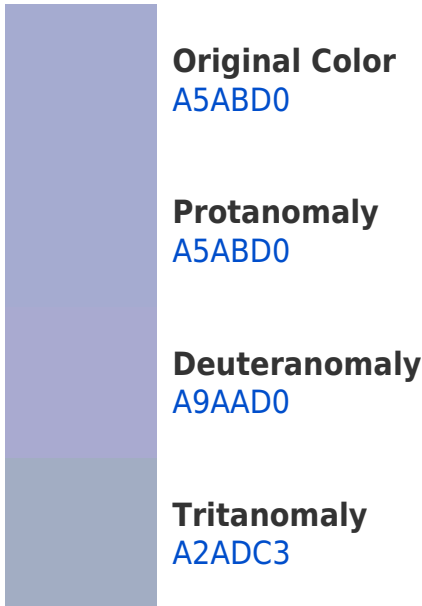 Original Color
A5ABD0
Protanomaly
A5ABD0
Deuteranomaly
A9AAD0
Tritanomaly
A2ADC3